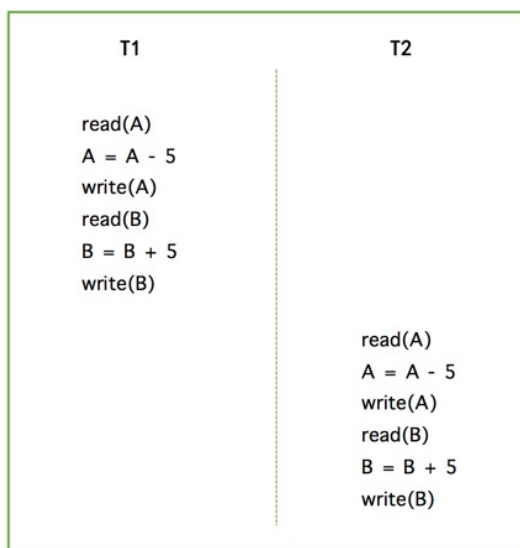 T1 T2
read(A)
A = A - 5
write(A)
read(B)
B = B + 5
write(B)
read(A)
A = A - 5
write(A)
read(B)
B = B + 5
write(B)